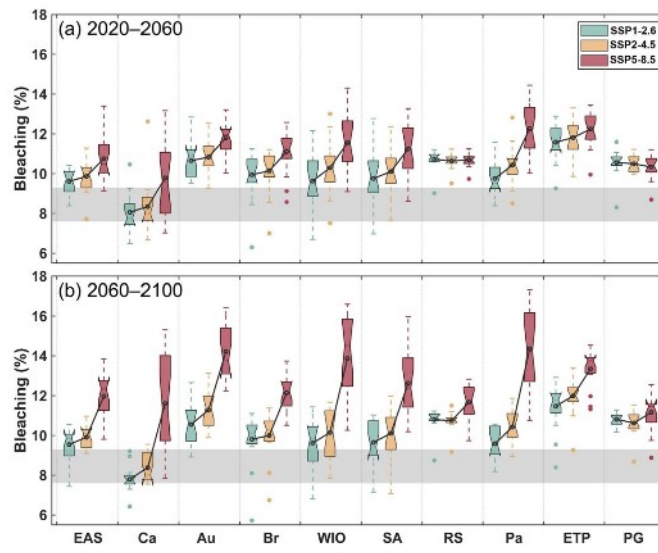 (a) 2020–2060
SSP1-2.6
SSP2-4.5
SSP5-8.5
Bleaching (%)
18
16
14
12
10
8
6
(b) 2060–2100
Bleaching (%)
18
16
14
12
10
8
6
EAS Ca Au Br WIO SA RS Pa ETP PG